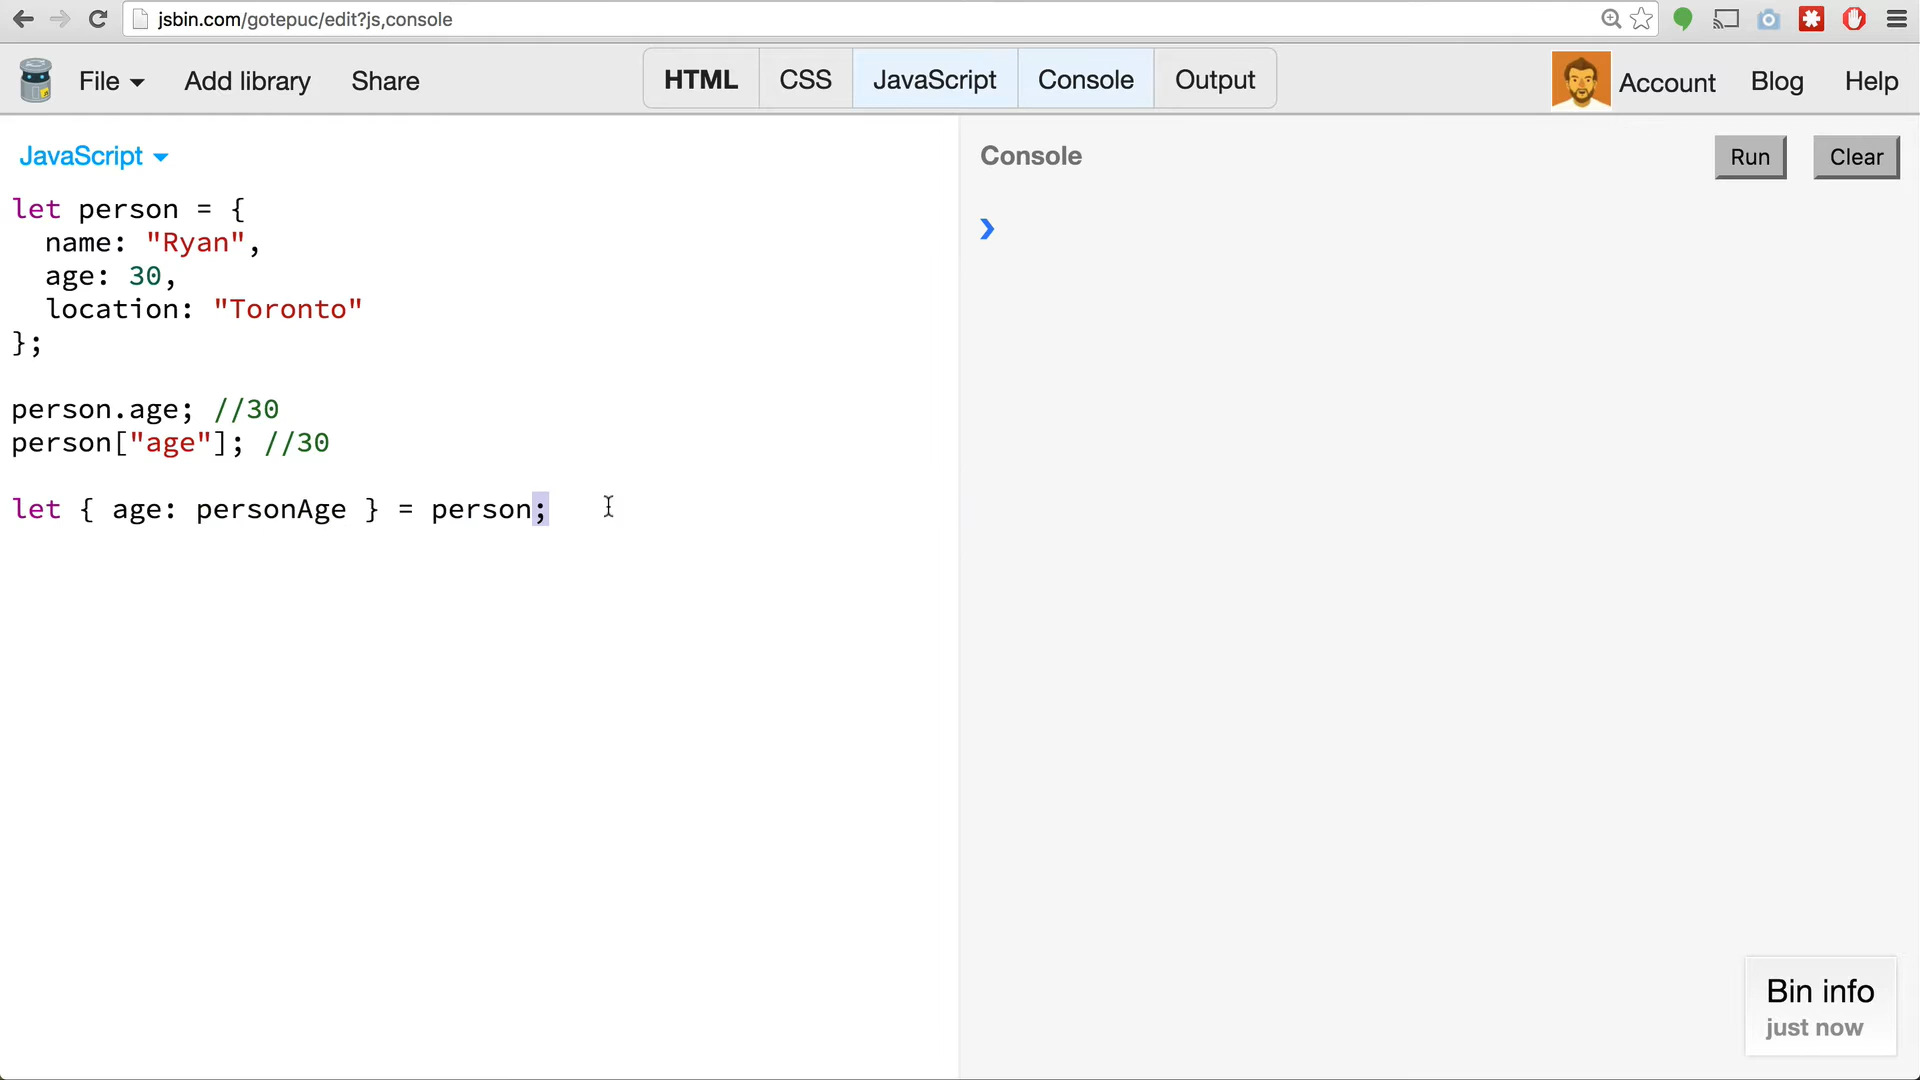 jsbin.com/gotepuc/edit?js,console
File Add library Share HTML CSS JavaScript Console Output Account Blog Help
JavaScript
let person = {
  name: "Ryan",
  age: 30,
  location: "Toronto"
};
person.age; //30
person["age"]; //30
let { age: personAge } = person;
Console Run Clear
❯
Bin info
just now